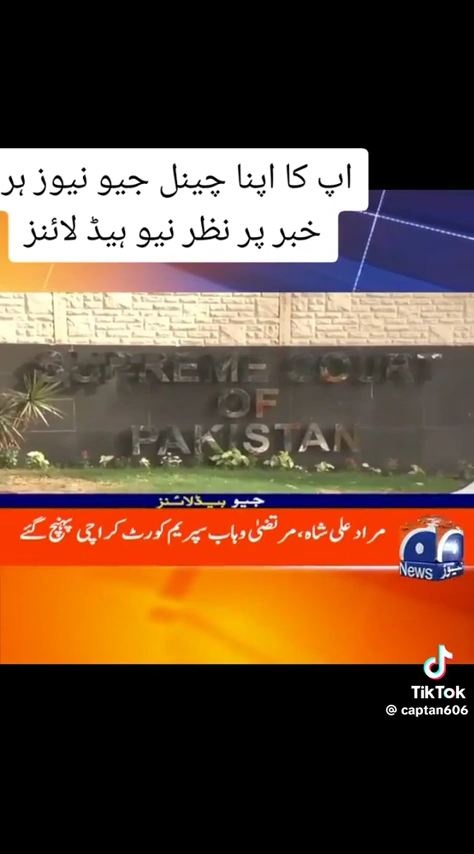 اپ کا اپنا چینل جیو نیوز ہر
خبر پر نظر نیو ہیڈ لائنز
SUPREME COURT
OF
PAKISTAN
جیو ہیڈلائنز
مراد علی شاہ، مرتضیٰ وہاب سپریم کورٹ کراچی پہنچ گئے
News نیوز
TikTok
@ captan606